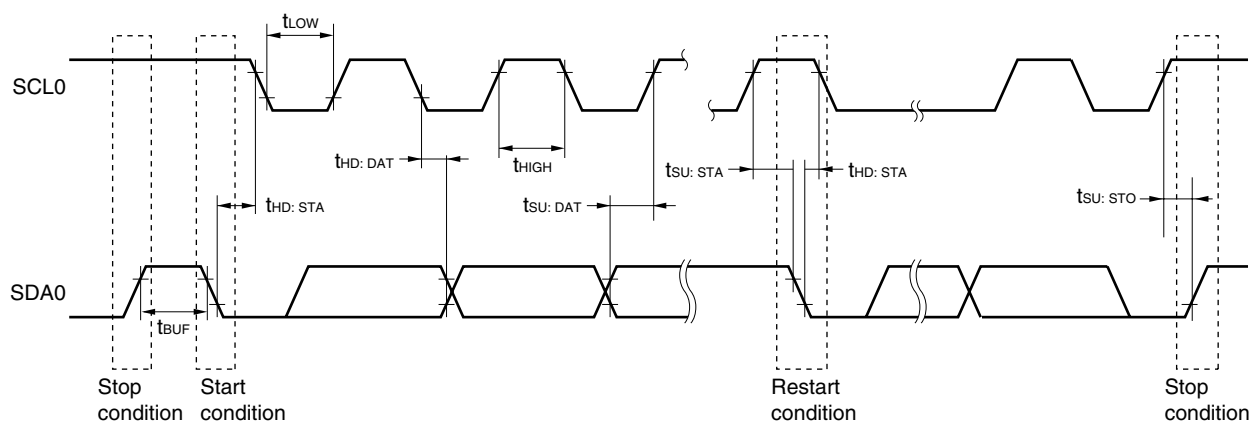 tLOW
SCL0
tHD: DAT
tHIGH
tSU: STA
tHD: STA
tHD: STA
tSU: DAT
tSU: STO
SDA0
tBUF
Stop
condition
Start
condition
Restart
condition
Stop
condition